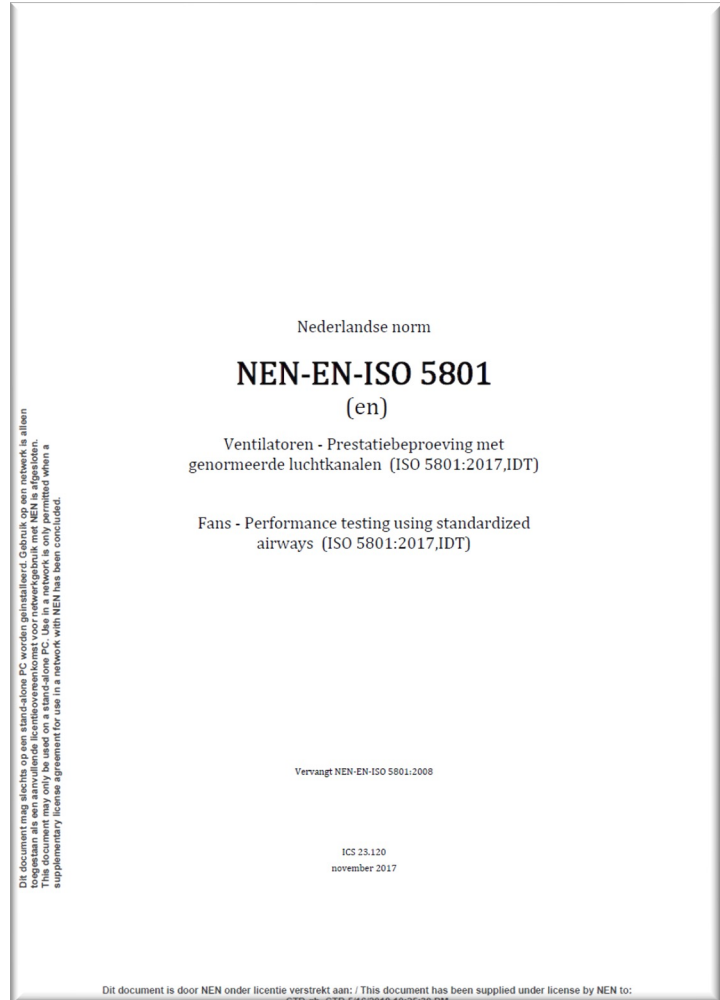 Nederlandse norm
NEN-EN-ISO 5801
(en)
Ventilatoren - Prestatiebeproeving met
genormeerde luchtkanalen (ISO 5801:2017,IDT)
Fans - Performance testing using standardized
airways (ISO 5801:2017,IDT)
Vervangt NEN-EN-ISO 5801:2008
ICS 23.120
november 2017
Dit document mag slechts op een stand-alone PC worden geinstalleerd. Gebruik op een netwerk is alleen
toegestaan als een aanvullende licentieovereenkomst voor netwerkgebruik met NEN is afgesloten.
This document may only be used on a stand-alone PC. Use in a network is only permitted when a
supplementary license agreement for use in a network with NEN has been concluded.
Dit document is door NEN onder licentie verstrekt aan: / This document has been supplied under license by NEN to: